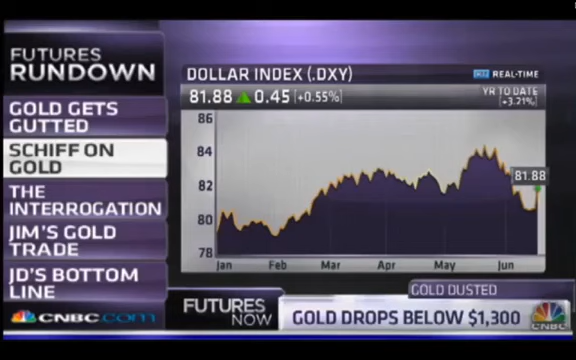 FUTURES
RUNDOWN
GOLD GETS
GUTTED
SCHIFF ON
GOLD
THE
INTERROGATION
JIM'S GOLD
TRADE
JD'S BOTTOM
LINE
CNBC.COM
DOLLAR INDEX (.DXY)
REAL-TIME
81.88 0.45 [+0.55%]
YR TO DATE
[+3.21%]
86
84
82
80
78
81.88
Jan Feb Mar Apr May Jun
GOLD DUSTED
FUTURES
NOW
GOLD DROPS BELOW $1,300
CNBC